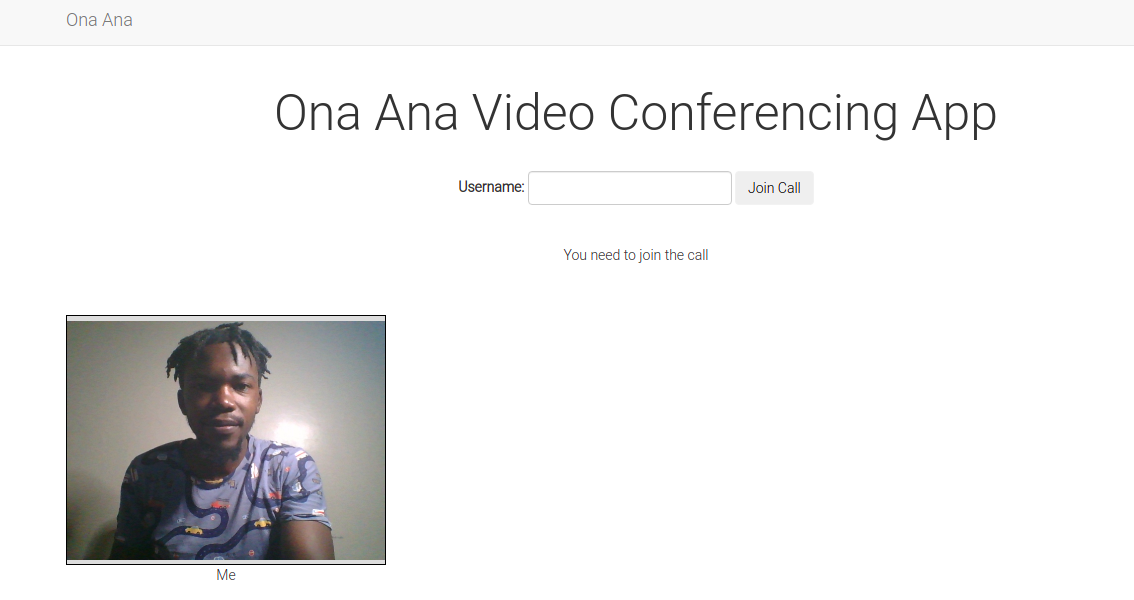 Ona Ana
Ona Ana Video Conferencing App
Username: Join Call
You need to join the call
Me